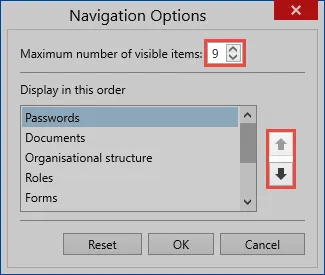 Navigation Options
Maximum number of visible items: 9
Display in this order
Passwords
Documents
Organisational structure
Roles
Forms
Reset OK Cancel